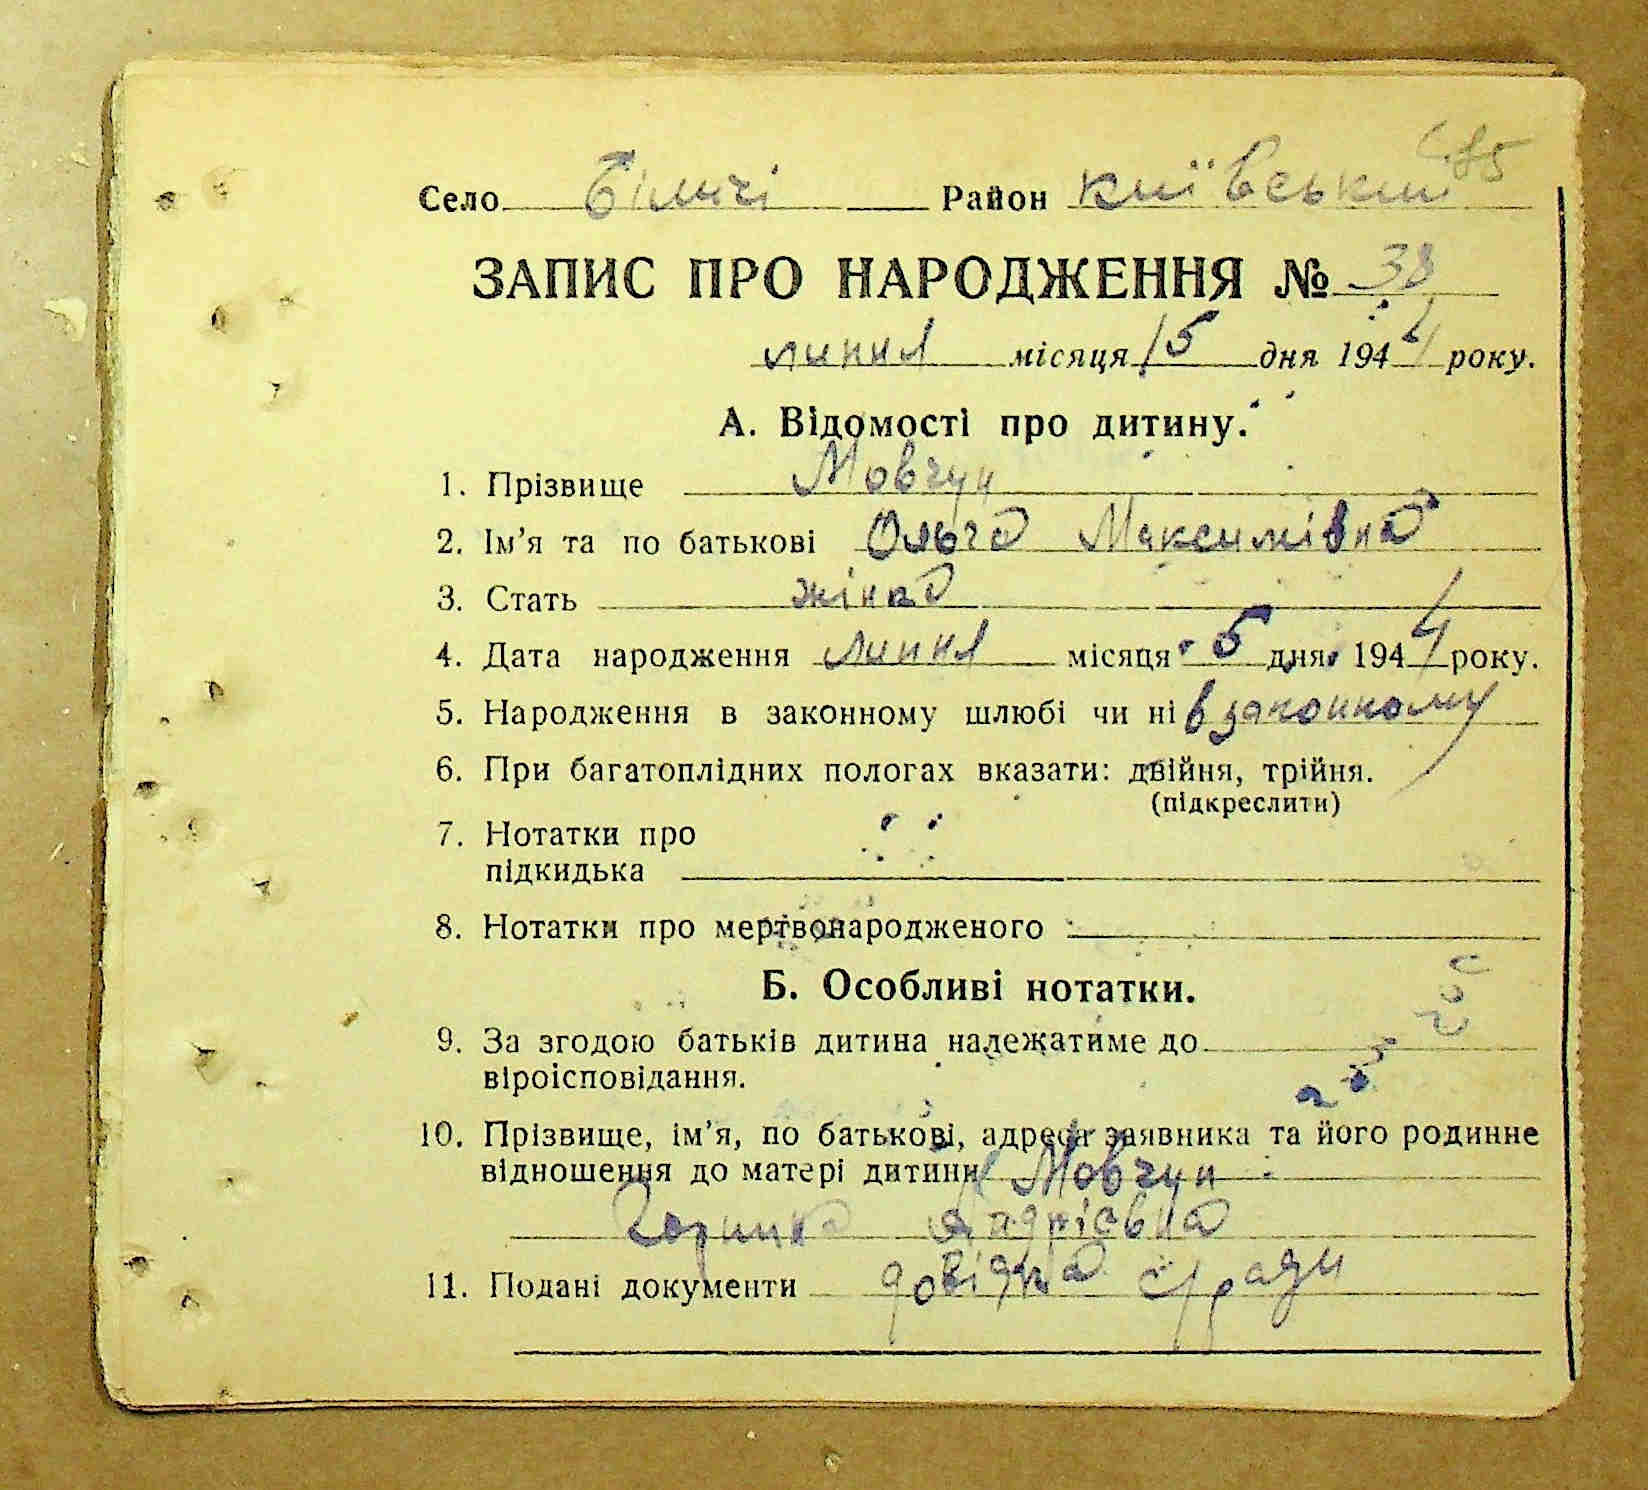 Село Біличі Район Київський
ЗАПИС ПРО НАРОДЖЕННЯ № 38
липня місяця 15 дня 1944 року.
А. Відомості про дитину.
1. Прізвище Мовчун
2. Ім'я та по батькові Ольга Максимівна
3. Стать жінка
4. Дата народження липня місяця 5 дня 1944 року.
5. Народження в законному шлюбі чи ні в законному
6. При багатоплідних пологах вказати: двійня, трійня.
(підкреслити)
7. Нотатки про
підкидька
8. Нотатки про мертвонародженого
Б. Особливі нотатки.
9. За згодою батьків дитина належатиме до
віроісповідання.
10. Прізвище, ім'я, по батькові, адреса заявника та його родинне
відношення до матері дитини Мовчун
Горпина Андріївна
11. Подані документи довідка с/ради